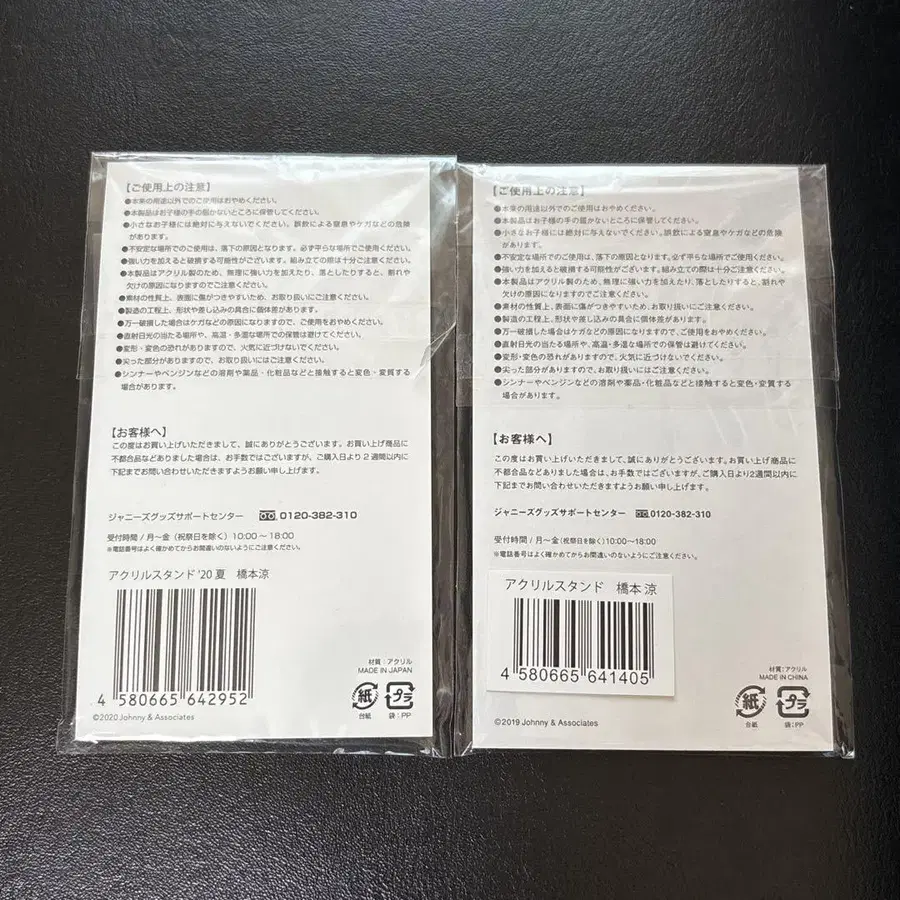 【ご使用上の注意】
●本来の用途以外でのご使用はおやめください。
●本製品はお子様の手の届かないところに保管してください。
●小さなお子様には絶対に与えないでください。誤飲による窒息やケガなどの危険
があります。
●不安定な場所でのご使用は、落下の原因となります。必ず平らな場所でご使用ください。
●強い力を加えると破損する可能性がございます。組み立ての際は十分ご注意ください。
●本製品はアクリル製のため、無理に強い力を加えたり、落としたりすると、割れや
欠けの原因になりますのでご注意ください。
●素材の性質上、表面に傷がつきやすいため、お取り扱いにご注意ください。
●製造の工程上、形状や差し込みの具合に個体差があります。
●万一破損した場合はケガなどの原因になりますので、ご使用をおやめください。
●直射日光の当たる場所や、高温・多湿な場所での保管は避けてください。
●変形・変色の恐れがありますので、火気に近づけないでください。
●尖った部分がありますので、お取り扱いにはご注意ください。
●シンナーやベンジンなどの溶剤や薬品・化粧品などと接触すると変色・変質する
場合があります。
【お客様へ】
この度はお買い上げいただきまして、誠にありがとうございます。お買い上げ商品に
不都合品などありました場合は、お手数ではございますが、ご購入日より2週間以内に
下記までお問い合わせいただきますようお願い申し上げます。
ジャニーズグッズサポートセンター 0120-382-310
受付時間/月〜金(祝祭日を除く)10:00〜18:00
※電話番号はよく確かめてからお間違いのないようにご注意ください。
アクリルスタンド '20 夏 橋本涼
4 580665 642952
材質:アクリル
MADE IN JAPAN
紙 プラ
台紙 袋:PP
©2020 Johnny & Associates
【ご使用上の注意】
●本来の用途以外でのご使用はおやめください。
●本製品はお子様の手の届かないところに保管してください。
●小さなお子様には絶対に与えないでください。誤飲による窒息やケガなどの危険
があります。
●不安定な場所でのご使用は、落下の原因となります。必ず平らな場所でご使用ください。
●強い力を加えると破損する可能性がございます。組み立ての際は十分ご注意ください。
●本製品はアクリル製のため、無理に強い力を加えたり、落としたりすると、割れや
欠けの原因になりますのでご注意ください。
●素材の性質上、表面に傷がつきやすいため、お取り扱いにご注意ください。
●製造の工程上、形状や差し込みの具合に個体差があります。
●万一破損した場合はケガなどの原因になりますので、ご使用をおやめください。
●直射日光の当たる場所や、高温・多湿な場所での保管は避けてください。
●変形・変色の恐れがありますので、火気に近づけないでください。
●尖った部分がありますので、お取り扱いにはご注意ください。
●シンナーやベンジンなどの溶剤や薬品・化粧品などと接触すると変色・変質する
場合があります。
【お客様へ】
この度はお買い上げいただきまして、誠にありがとうございます。お買い上げ商品に
不都合品などありました場合は、お手数ではございますが、ご購入日より2週間以内に
下記までお問い合わせいただきますようお願い申し上げます。
ジャニーズグッズサポートセンター 0120-382-310
受付時間/月〜金(祝祭日を除く)10:00〜18:00
※電話番号はよく確かめてからお間違いのないようにご注意ください。
アクリルスタンド 橋本 涼
4 580665 641405
材質:アクリル
MADE IN CHINA
紙 プラ
台紙 袋:PP
©2019 Johnny & Associates